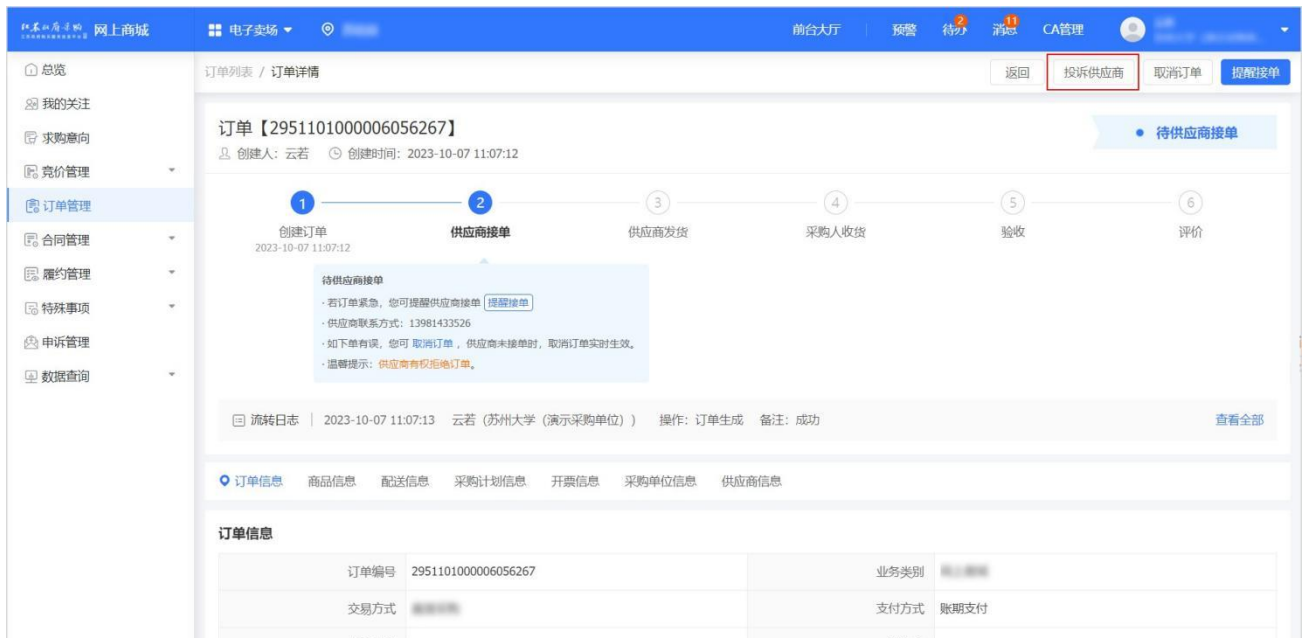 江苏政府采购 网上商城
电子卖场
前台大厅 预警 待办 2 消息 11 CA管理
总览
我的关注
求购意向
竞价管理
订单管理
合同管理
履约管理
特殊事项
申诉管理
数据查询
订单列表 / 订单详情
返回 投诉供应商 取消订单 提醒接单
订单【2951101000006056267】
待供应商接单
创建人：云若 创建时间：2023-10-07 11:07:12
1 2 3 4 5 6
创建订单 供应商接单 供应商发货 采购人收货 验收 评价
2023-10-07 11:07:12
待供应商接单
·若订单紧急，您可提醒供应商接单 提醒接单
·供应商联系方式：13981433526
·如下单有误，您可 取消订单 ，供应商未接单时，取消订单实时生效。
·温馨提示：供应商有权拒绝订单。
流转日志 2023-10-07 11:07:13 云若（苏州大学（演示采购单位）） 操作：订单生成 备注：成功 查看全部
订单信息 商品信息 配送信息 采购计划信息 开票信息 采购单位信息 供应商信息
订单信息
订单编号 2951101000006056267 业务类别
交易方式 支付方式 账期支付